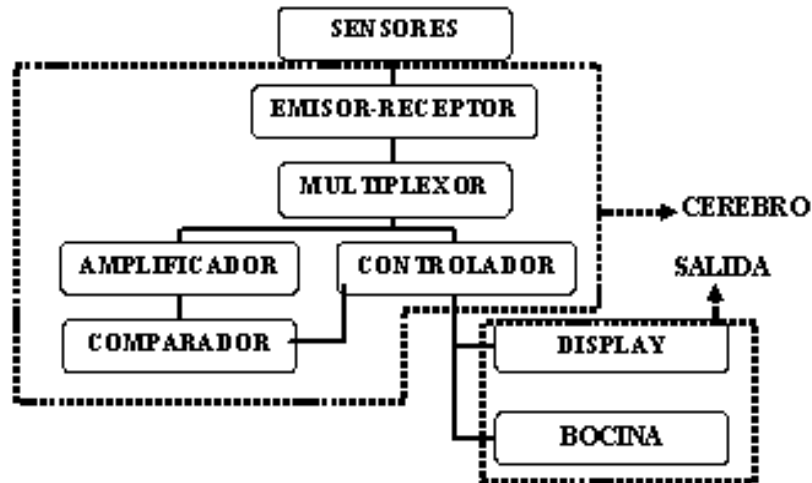 SENSORES
EMISOR-RECEPTOR
MULTIPLEXOR
CEREBRO
AMPLIFICADOR
CONTROLADOR
SALIDA
COMPARADOR
DISPLAY
BOCINA